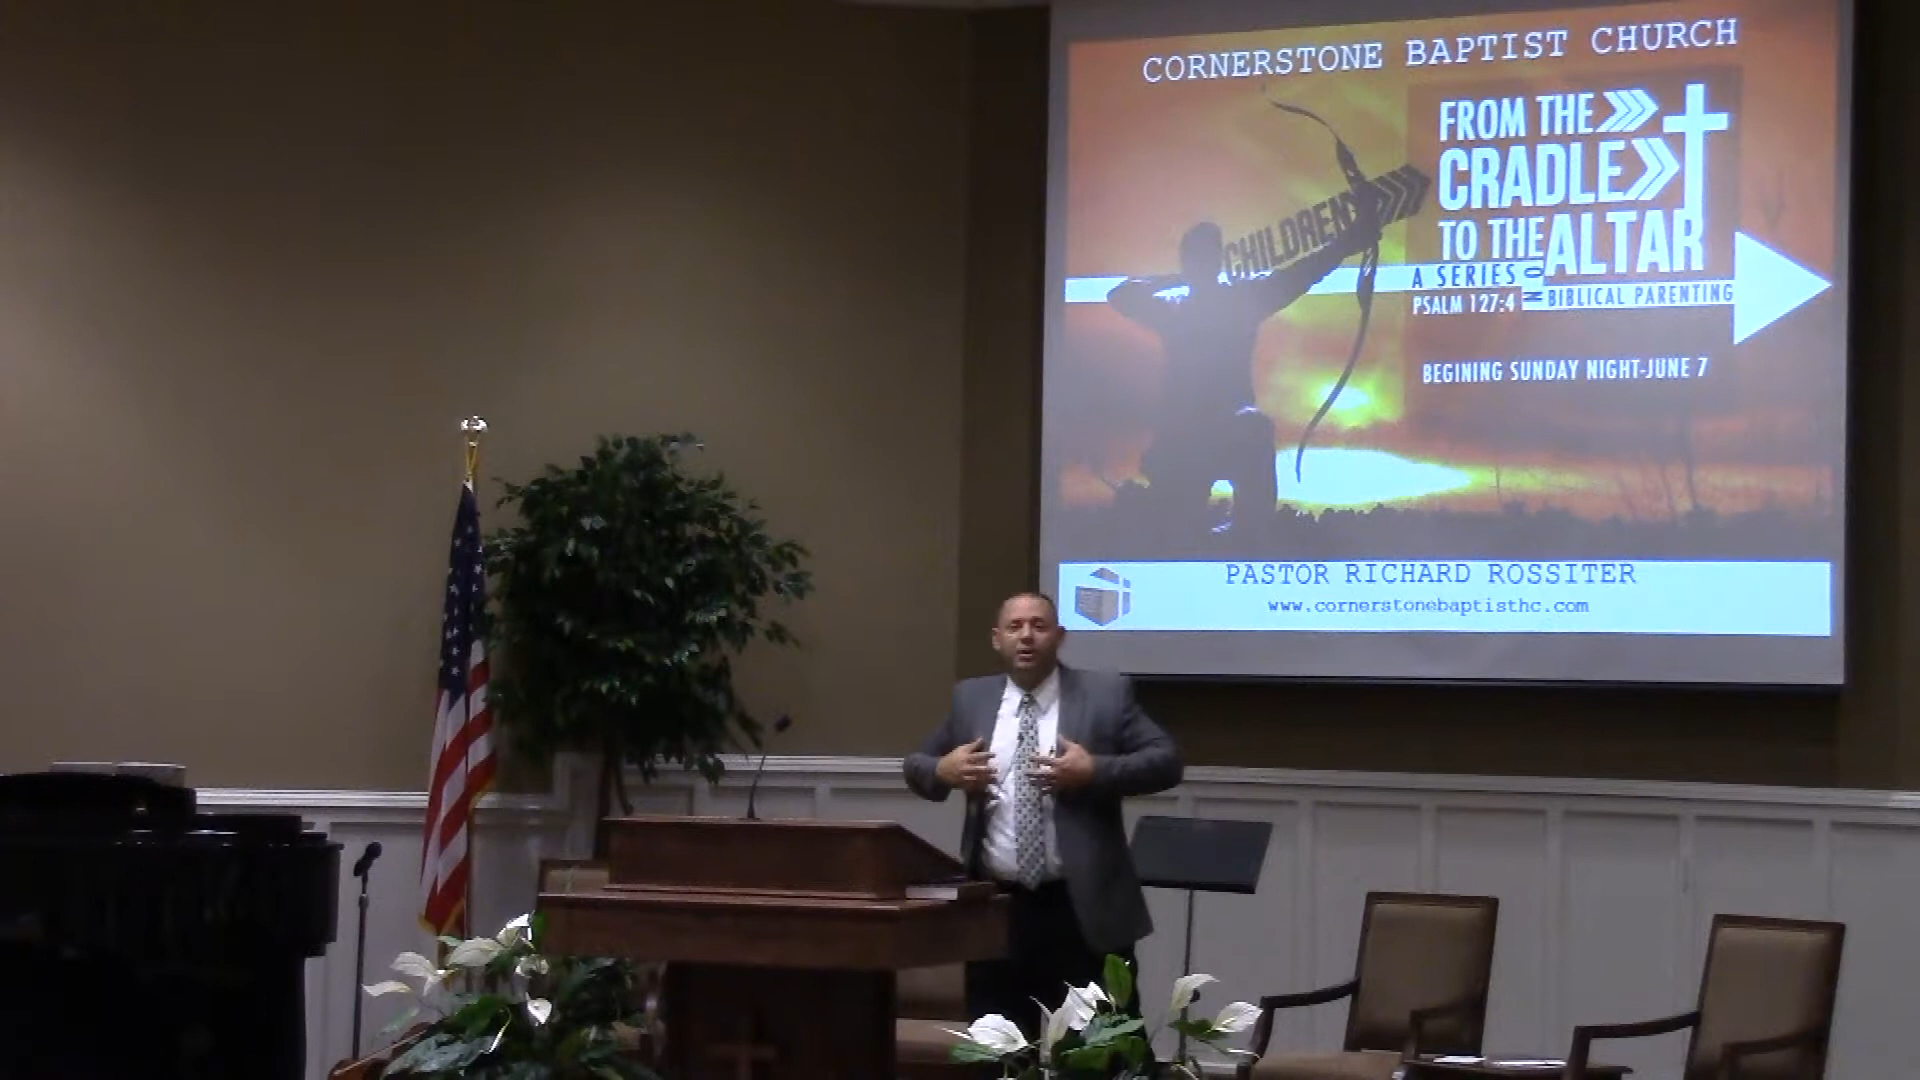 CORNERSTONE BAPTIST CHURCH
FROM THE
CRADLE
TO THE ALTAR
CHILDREN
A SERIES ON
PSALM 127:4
BIBLICAL PARENTING
BEGINING SUNDAY NIGHT-JUNE 7
PASTOR RICHARD ROSSITER
www.cornerstonebaptisthc.com